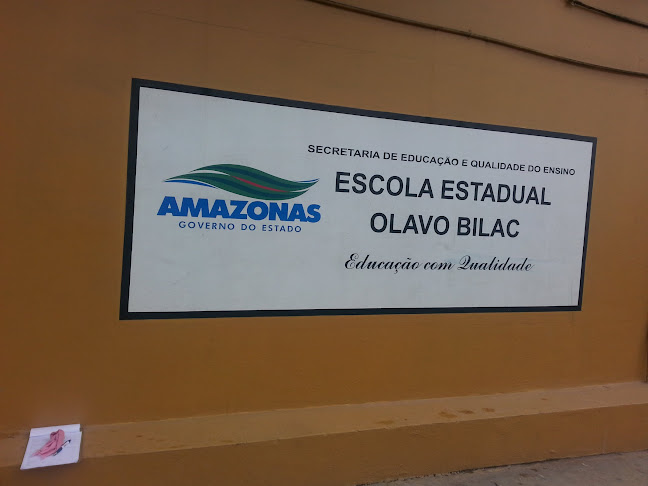 SECRETARIA DE EDUCAÇÃO E QUALIDADE DO ENSINO
AMAZONAS
GOVERNO DO ESTADO
ESCOLA ESTADUAL
OLAVO BILAC
Educação com Qualidade